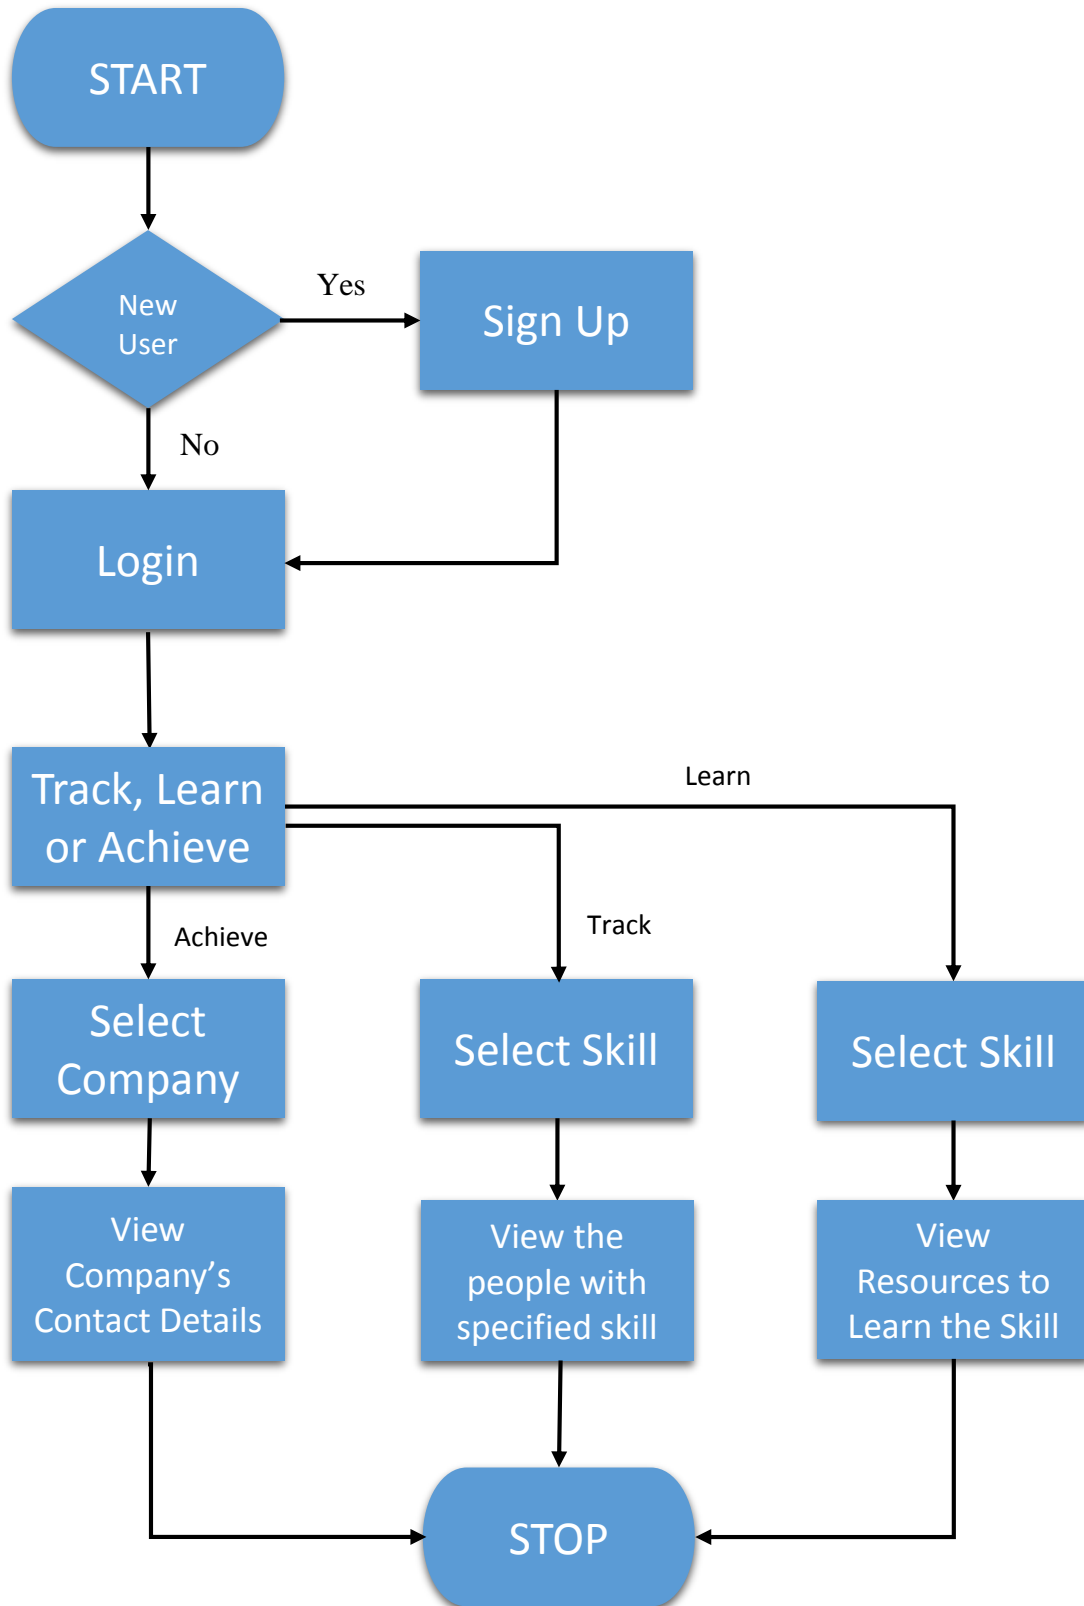 START
New
User
Yes
Sign Up
No
Login
Track, Learn
or Achieve
Learn
Achieve
Track
Select
Company
Select Skill
Select Skill
View
Company’s
Contact Details
View the
people with
specified skill
View
Resources to
Learn the Skill
STOP